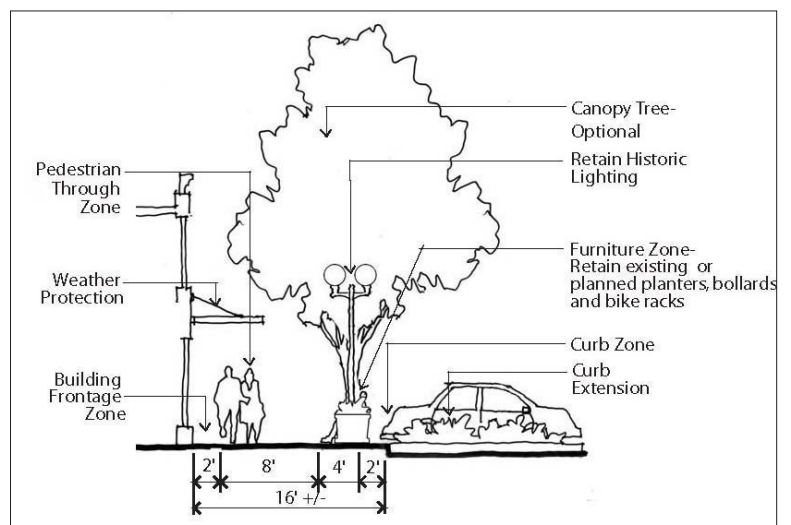 Canopy Tree-
Optional
Retain Historic
Lighting
Pedestrian
Through
Zone
Furniture Zone-
Retain existing or
planned planters, bollards
and bike racks
Weather
Protection
Curb Zone
Curb
Extension
Building
Frontage
Zone
2' 8' 4' 2'
16' +/-